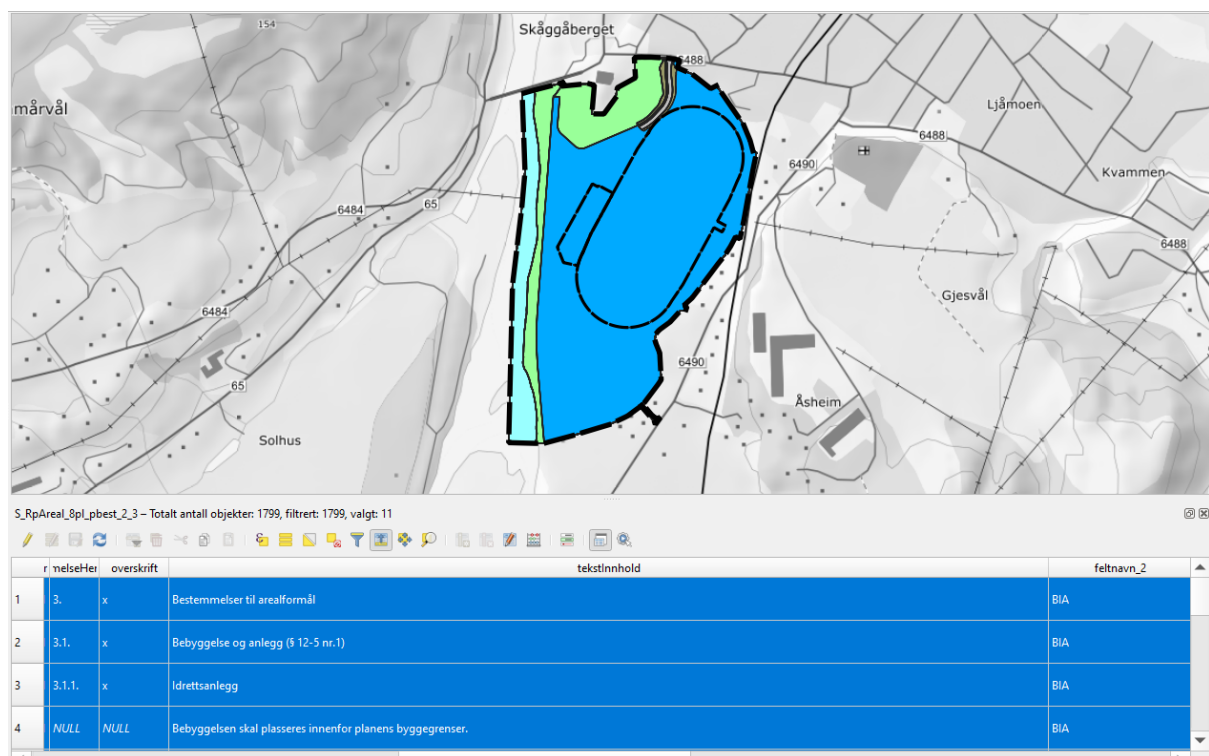 154
Skåggåberget
6488
mårvål
Ljåmoen
6488
6490
Kvammen
6484
65
6488
Gjesvål
6484
6490
65
Åsheim
Solhus
S_RpAreal_8pl_pbest_2_3 – Totalt antall objekter: 1799, filtrert: 1799, valgt: 11
r melseHer overskrift tekstInnhold feltnavn_2
1 3. x Bestemmelser til arealformål BIA
2 3.1. x Bebyggelse og anlegg (§ 12-5 nr.1) BIA
3 3.1.1. x Idrettsanlegg BIA
4 NULL NULL Bebyggelsen skal plasseres innenfor planens byggegrenser. BIA